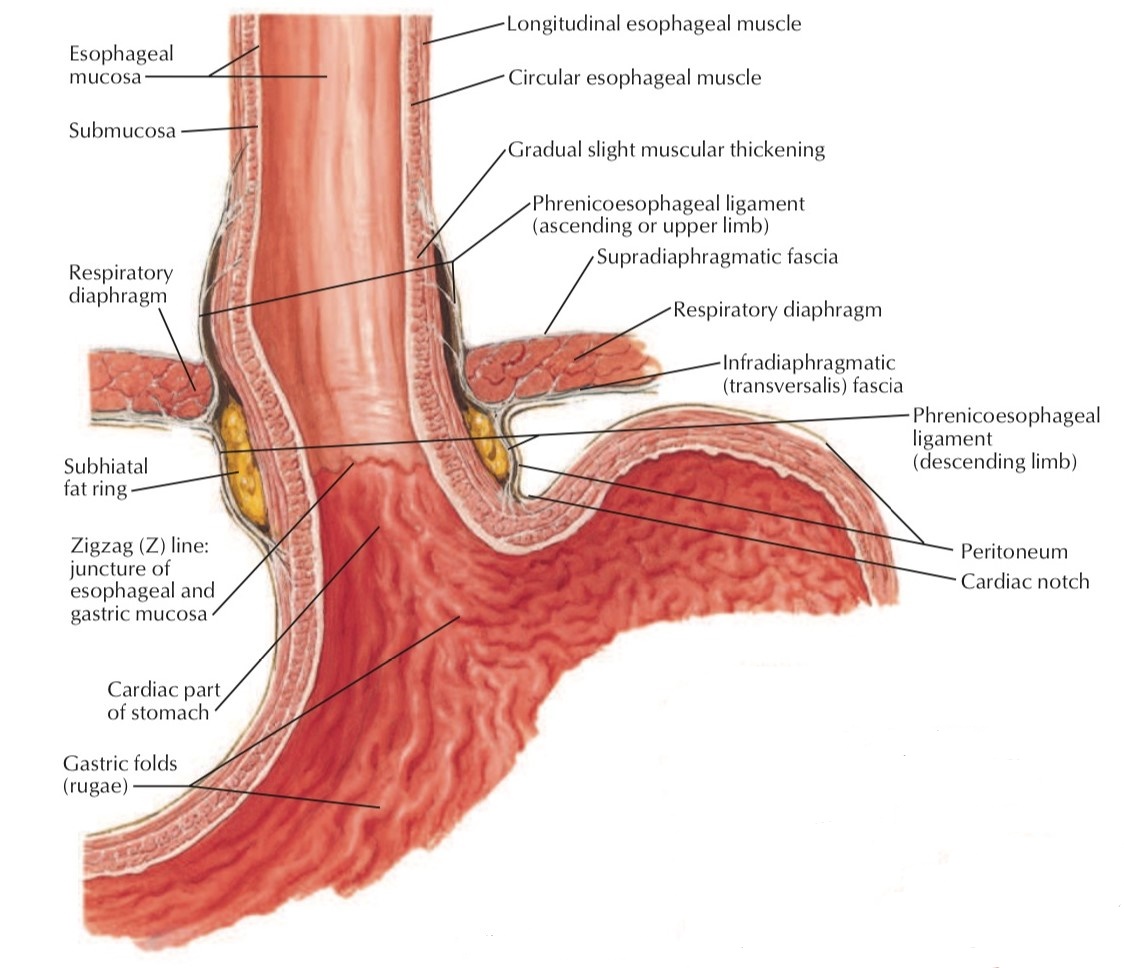 Esophageal
mucosa
Submucosa
Respiratory
diaphragm
Subhiatal
fat ring
Zigzag (Z) line:
juncture of
esophageal and
gastric mucosa
Cardiac part
of stomach
Gastric folds
(rugae)
Longitudinal esophageal muscle
Circular esophageal muscle
Gradual slight muscular thickening
Phrenicoesophageal ligament
(ascending or upper limb)
Supradiaphragmatic fascia
Respiratory diaphragm
Infradiaphragmatic
(transversalis) fascia
Phrenicoesophageal
ligament
(descending limb)
Peritoneum
Cardiac notch